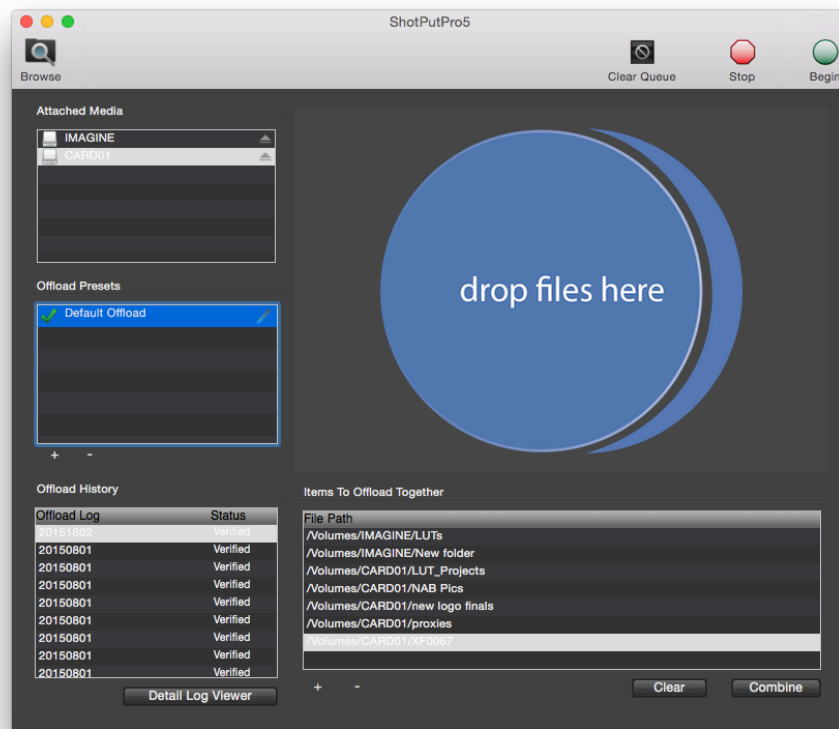 ShotPutPro5
Browse
Clear Queue
Stop
Begin
Attached Media
IMAGINE
CARD01
drop files here
Offload Presets
Default Offload
+ -
Offload History
Offload Log Status
20151602 Verified
20150801 Verified
20150801 Verified
20150801 Verified
20150801 Verified
20150801 Verified
20150801 Verified
20150801 Verified
20150801 Verified
Detail Log Viewer
Items To Offload Together
File Path
/Volumes/IMAGINE/LUTs
/Volumes/IMAGINE/New folder
/Volumes/CARD01/LUT_Projects
/Volumes/CARD01/NAB Pics
/Volumes/CARD01/new logo finals
/Volumes/CARD01/proxies
/Volumes/CARD01/XF0067
+ -
Clear
Combine